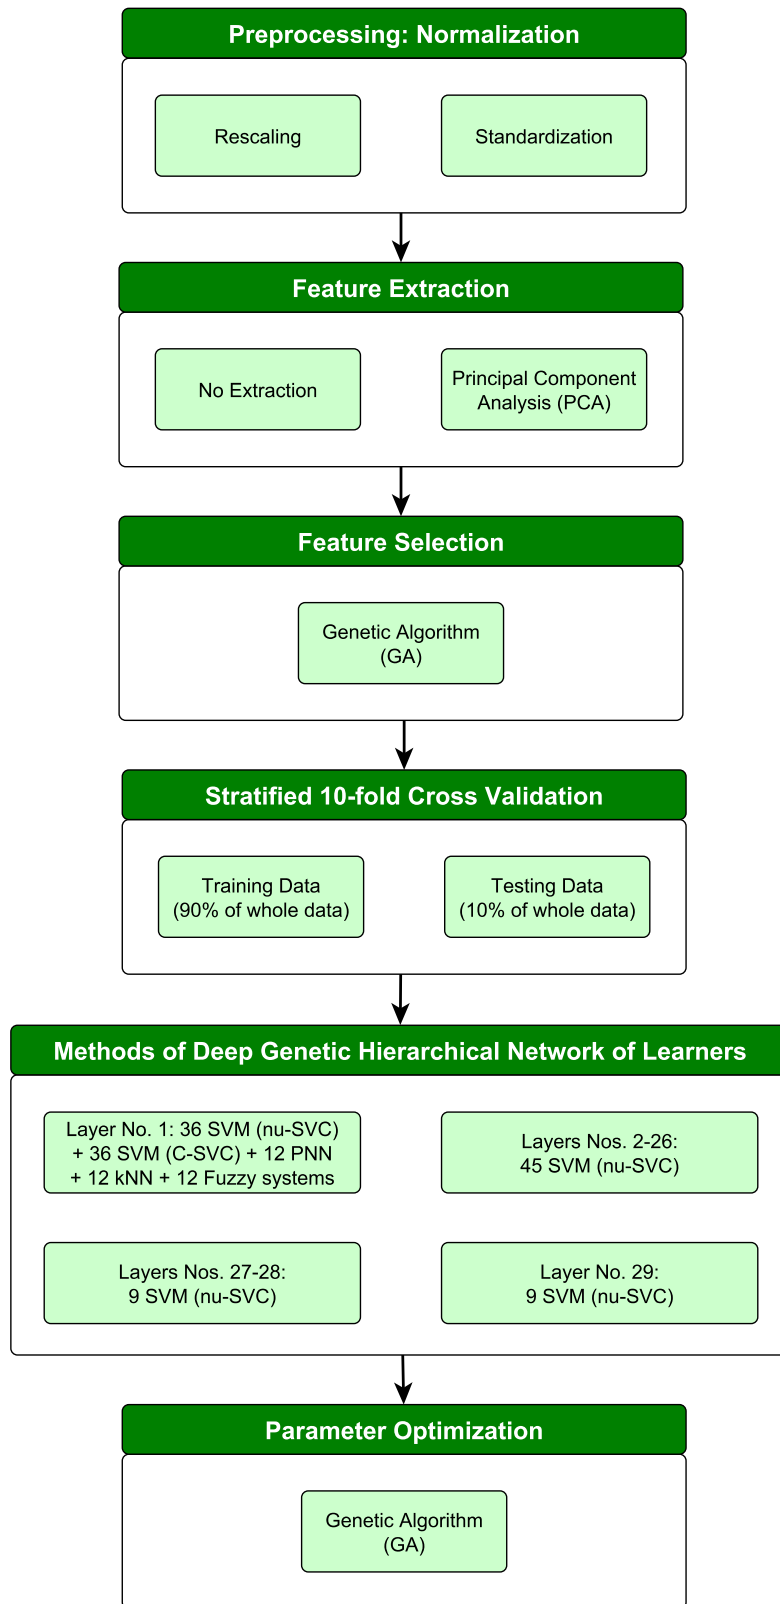 Preprocessing: Normalization
Rescaling
Standardization
Feature Extraction
No Extraction
Principal Component
Analysis (PCA)
Feature Selection
Genetic Algorithm
(GA)
Stratified 10-fold Cross Validation
Training Data
(90% of whole data)
Testing Data
(10% of whole data)
Methods of Deep Genetic Hierarchical Network of Learners
Layer No. 1: 36 SVM (nu-SVC)
+ 36 SVM (C-SVC) + 12 PNN
+ 12 kNN + 12 Fuzzy systems
Layers Nos. 2-26:
45 SVM (nu-SVC)
Layers Nos. 27-28:
9 SVM (nu-SVC)
Layer No. 29:
9 SVM (nu-SVC)
Parameter Optimization
Genetic Algorithm
(GA)